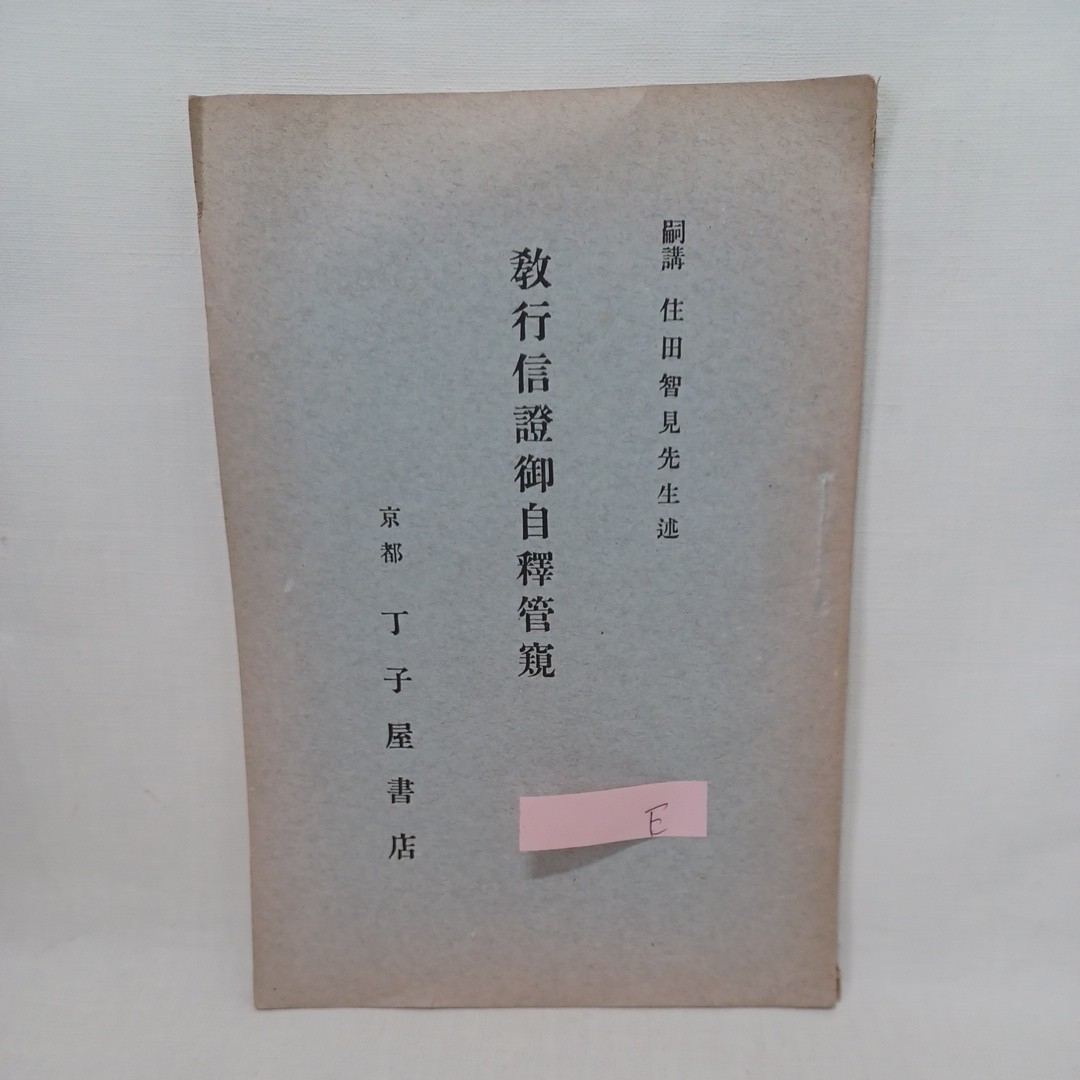 嗣講 住田智見先生述
教行信證御自釋管窺
京都 丁子屋書店
E